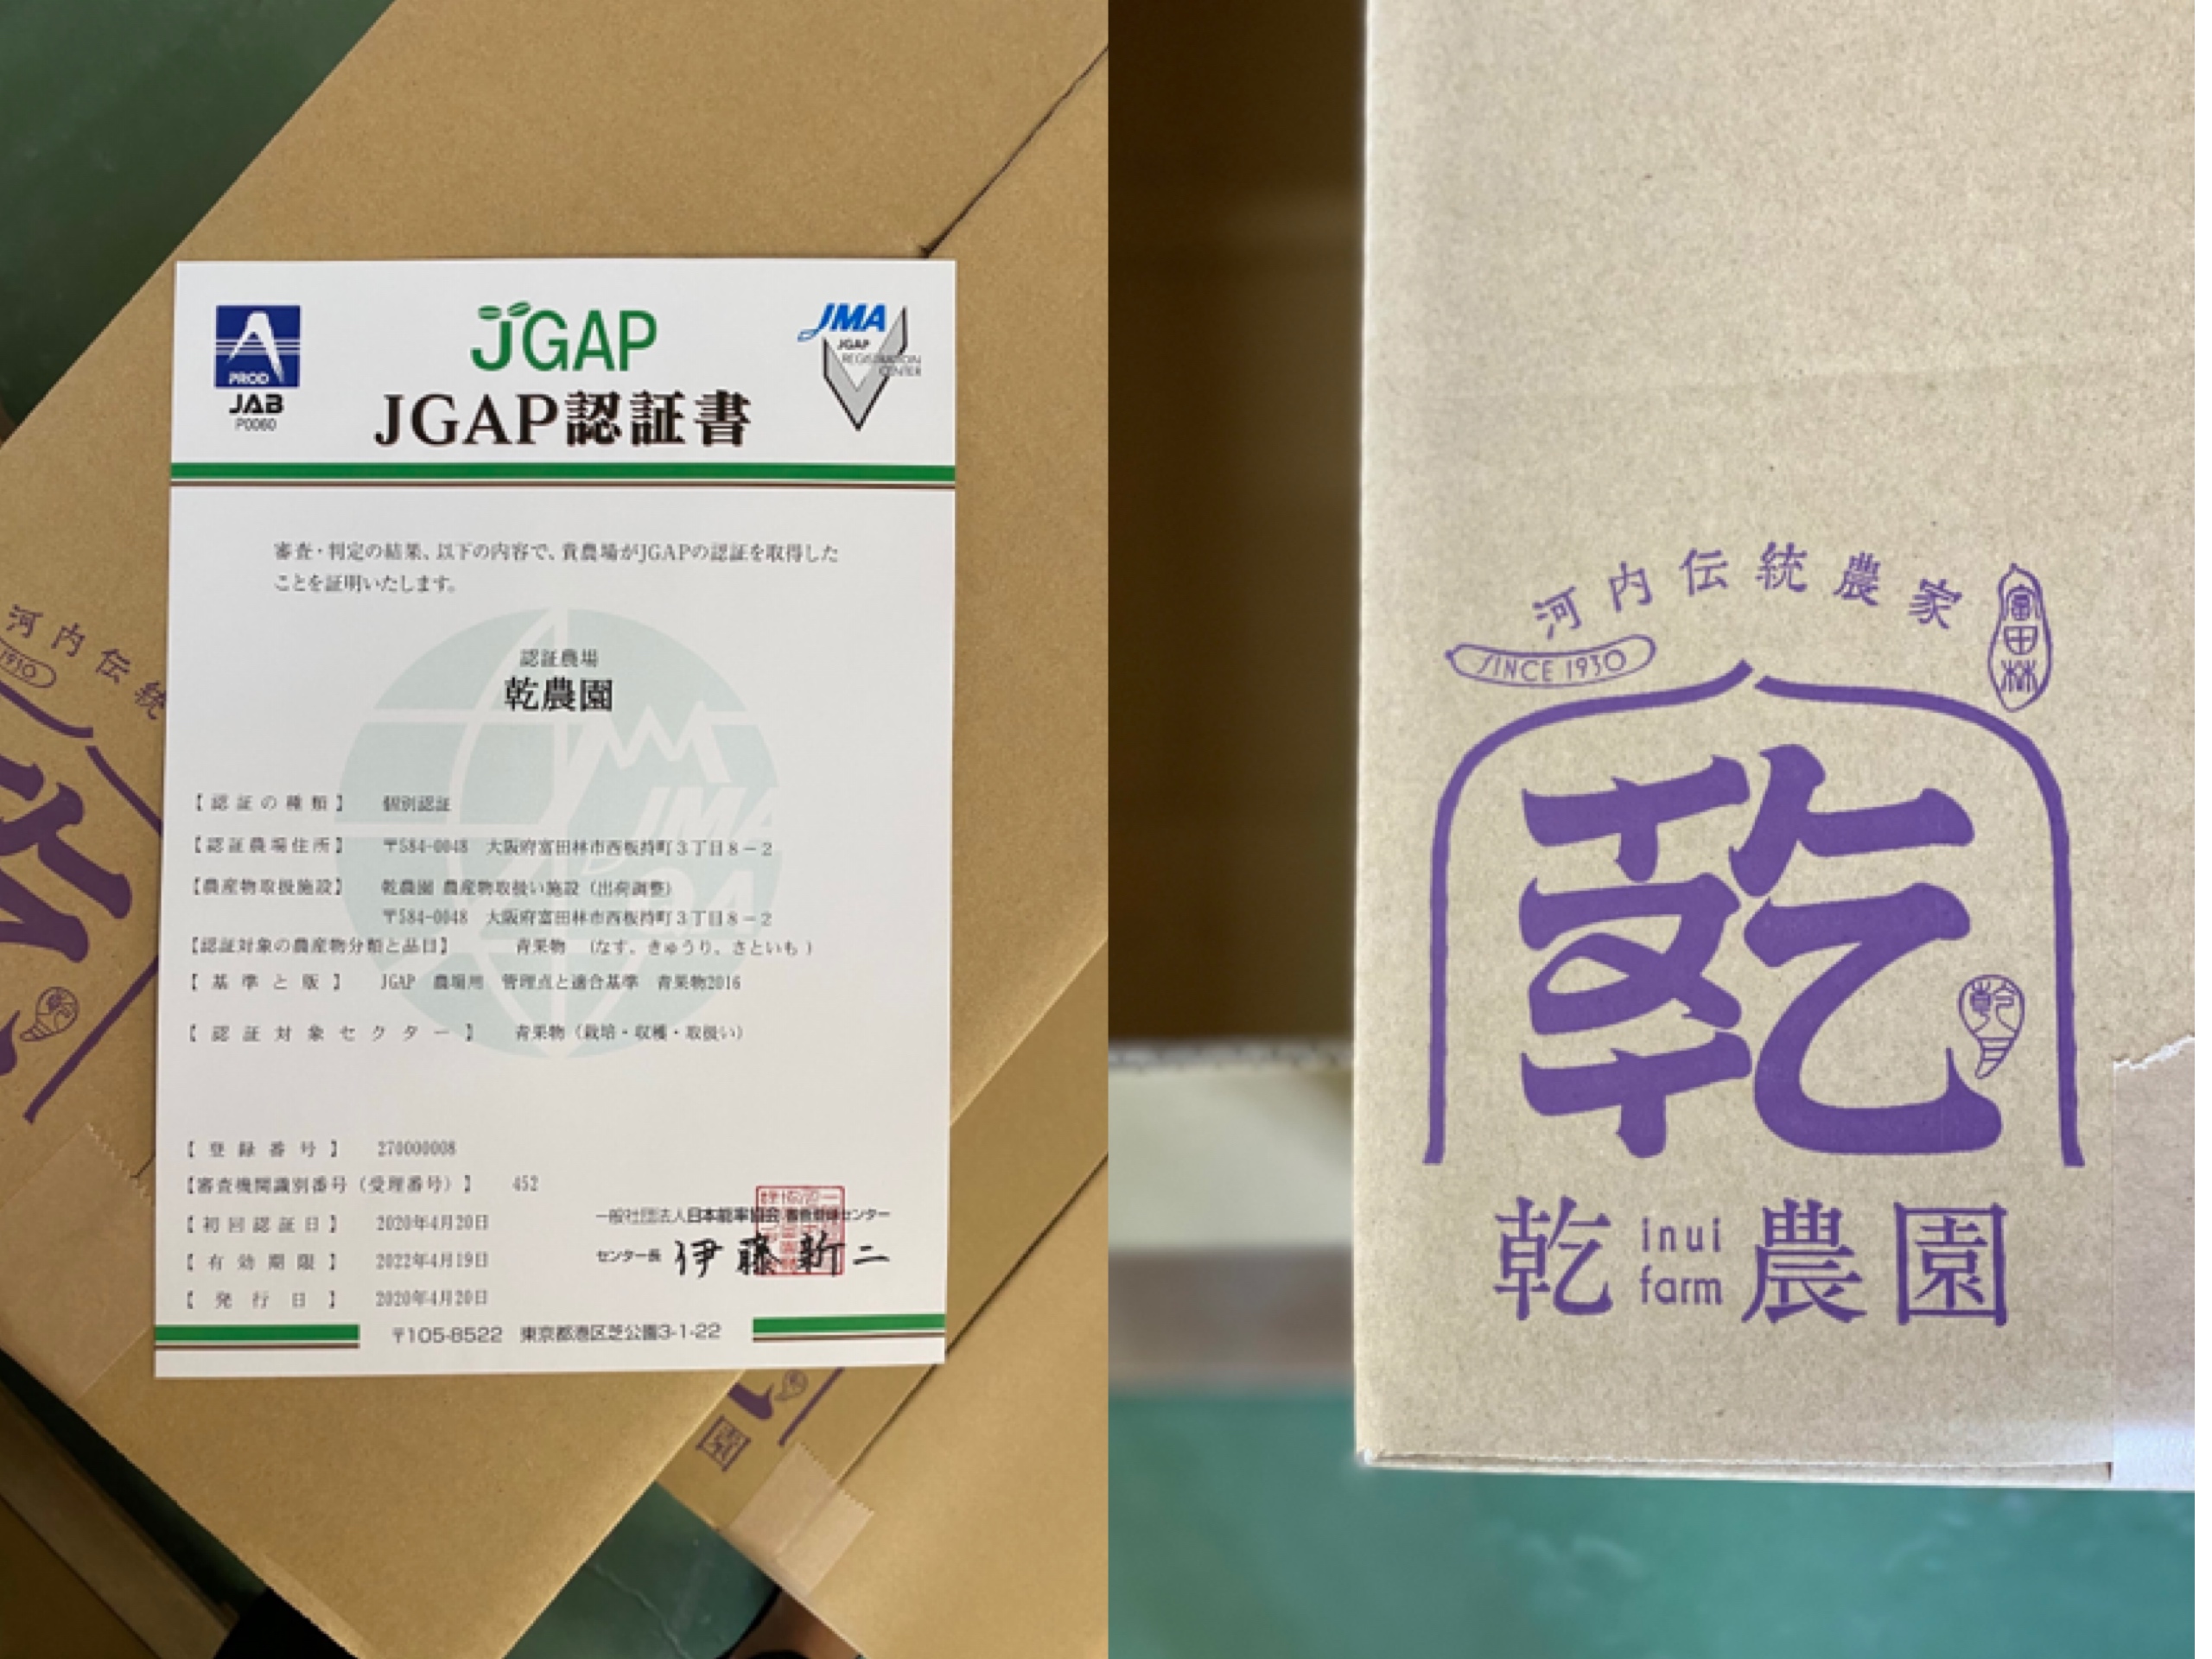 PROD
JAB
P0060
JGAP
JMA
JGAP
REGISTRATION
CENTER
JGAP認証書
審査・判定の結果、以下の内容で、貴農場がJGAPの認証を取得した
ことを証明いたします。
認証農場
乾農園
【認証の種類】 個別認証
【認証農場住所】 〒584-0048 大阪府富田林市西板持町3丁目8-2
【農産物取扱施設】 乾農園 農産物取扱い施設（出荷調整）
〒584-0048 大阪府富田林市西板持町3丁目8-2
【認証対象の農産物分類と品目】 青果物 （なす、きゅうり、さといも）
【基準と版】 JGAP 農場用 管理点と適合基準 青果物2016
【認証対象セクター】 青果物（栽培・収穫・取扱い）
【登録番号】 270000008
【審査機関識別番号（受理番号）】 452
【初回認証日】 2020年4月20日
【有効期限】 2022年4月19日
【発行日】 2020年4月20日
一般社団法人日本能率協会 審査登録センター
センター長 伊藤新二
〒105-8522 東京都港区芝公園3-1-22
JMA
河内伝統
1930
園
河内伝統農家
SINCE 1930
富田林
乾
乾
乾 inui farm 農園